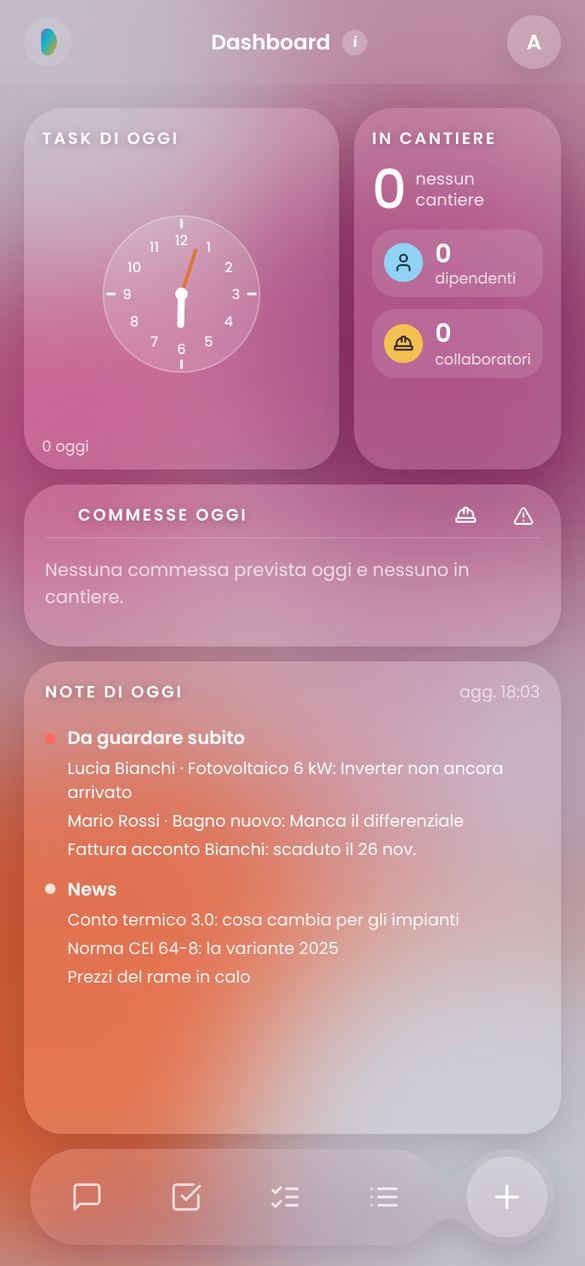 Dashboard
i
A
TASK DI OGGI
12
1
2
3
4
5
6
7
8
9
10
11
0 oggi
IN CANTIERE
0 nessun
cantiere
0
dipendenti
0
collaboratori
COMMESSE OGGI
Nessuna commessa prevista oggi e nessuno in
cantiere.
NOTE DI OGGI
agg. 18:03
Da guardare subito
Lucia Bianchi · Fotovoltaico 6 kW: Inverter non ancora
arrivato
Mario Rossi · Bagno nuovo: Manca il differenziale
Fattura acconto Bianchi: scaduto il 26 nov.
News
Conto termico 3.0: cosa cambia per gli impianti
Norma CEI 64-8: la variante 2025
Prezzi del rame in calo